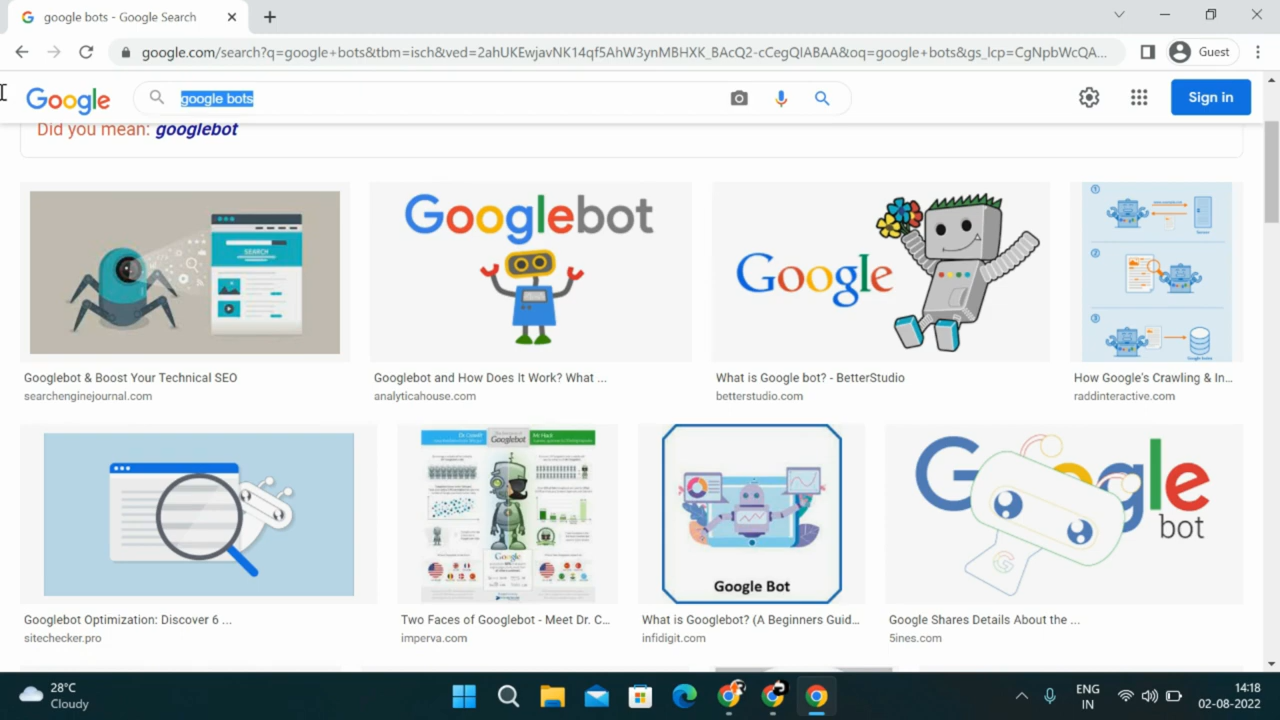 google bots - Google Search
google.com/search?q=google+bots&tbm=isch&ved=2ahUKEwjavNK14qf5AhW3ynMBHXK_BAcQ2-cCegQIABAA&oq=google+bots&gs_lcp=CgNpbWcQA...
Guest
Google
google bots
Sign in
Did you mean: googlebot
SEARCH
Googlebot
Google
Googlebot & Boost Your Technical SEO
searchenginejournal.com
Googlebot and How Does It Work? What ...
analyticahouse.com
What is Google bot? - BetterStudio
betterstudio.com
How Google's Crawling & In...
raddinteractive.com
Googlebot
Google
Google Bot
Google
bot
Googlebot Optimization: Discover 6 ...
sitechecker.pro
Two Faces of Googlebot - Meet Dr. C...
imperva.com
What is Googlebot? (A Beginners Guid...
infidigit.com
Google Shares Details About the ...
5ines.com
28°C
Cloudy
ENG
IN
14:18
02-08-2022